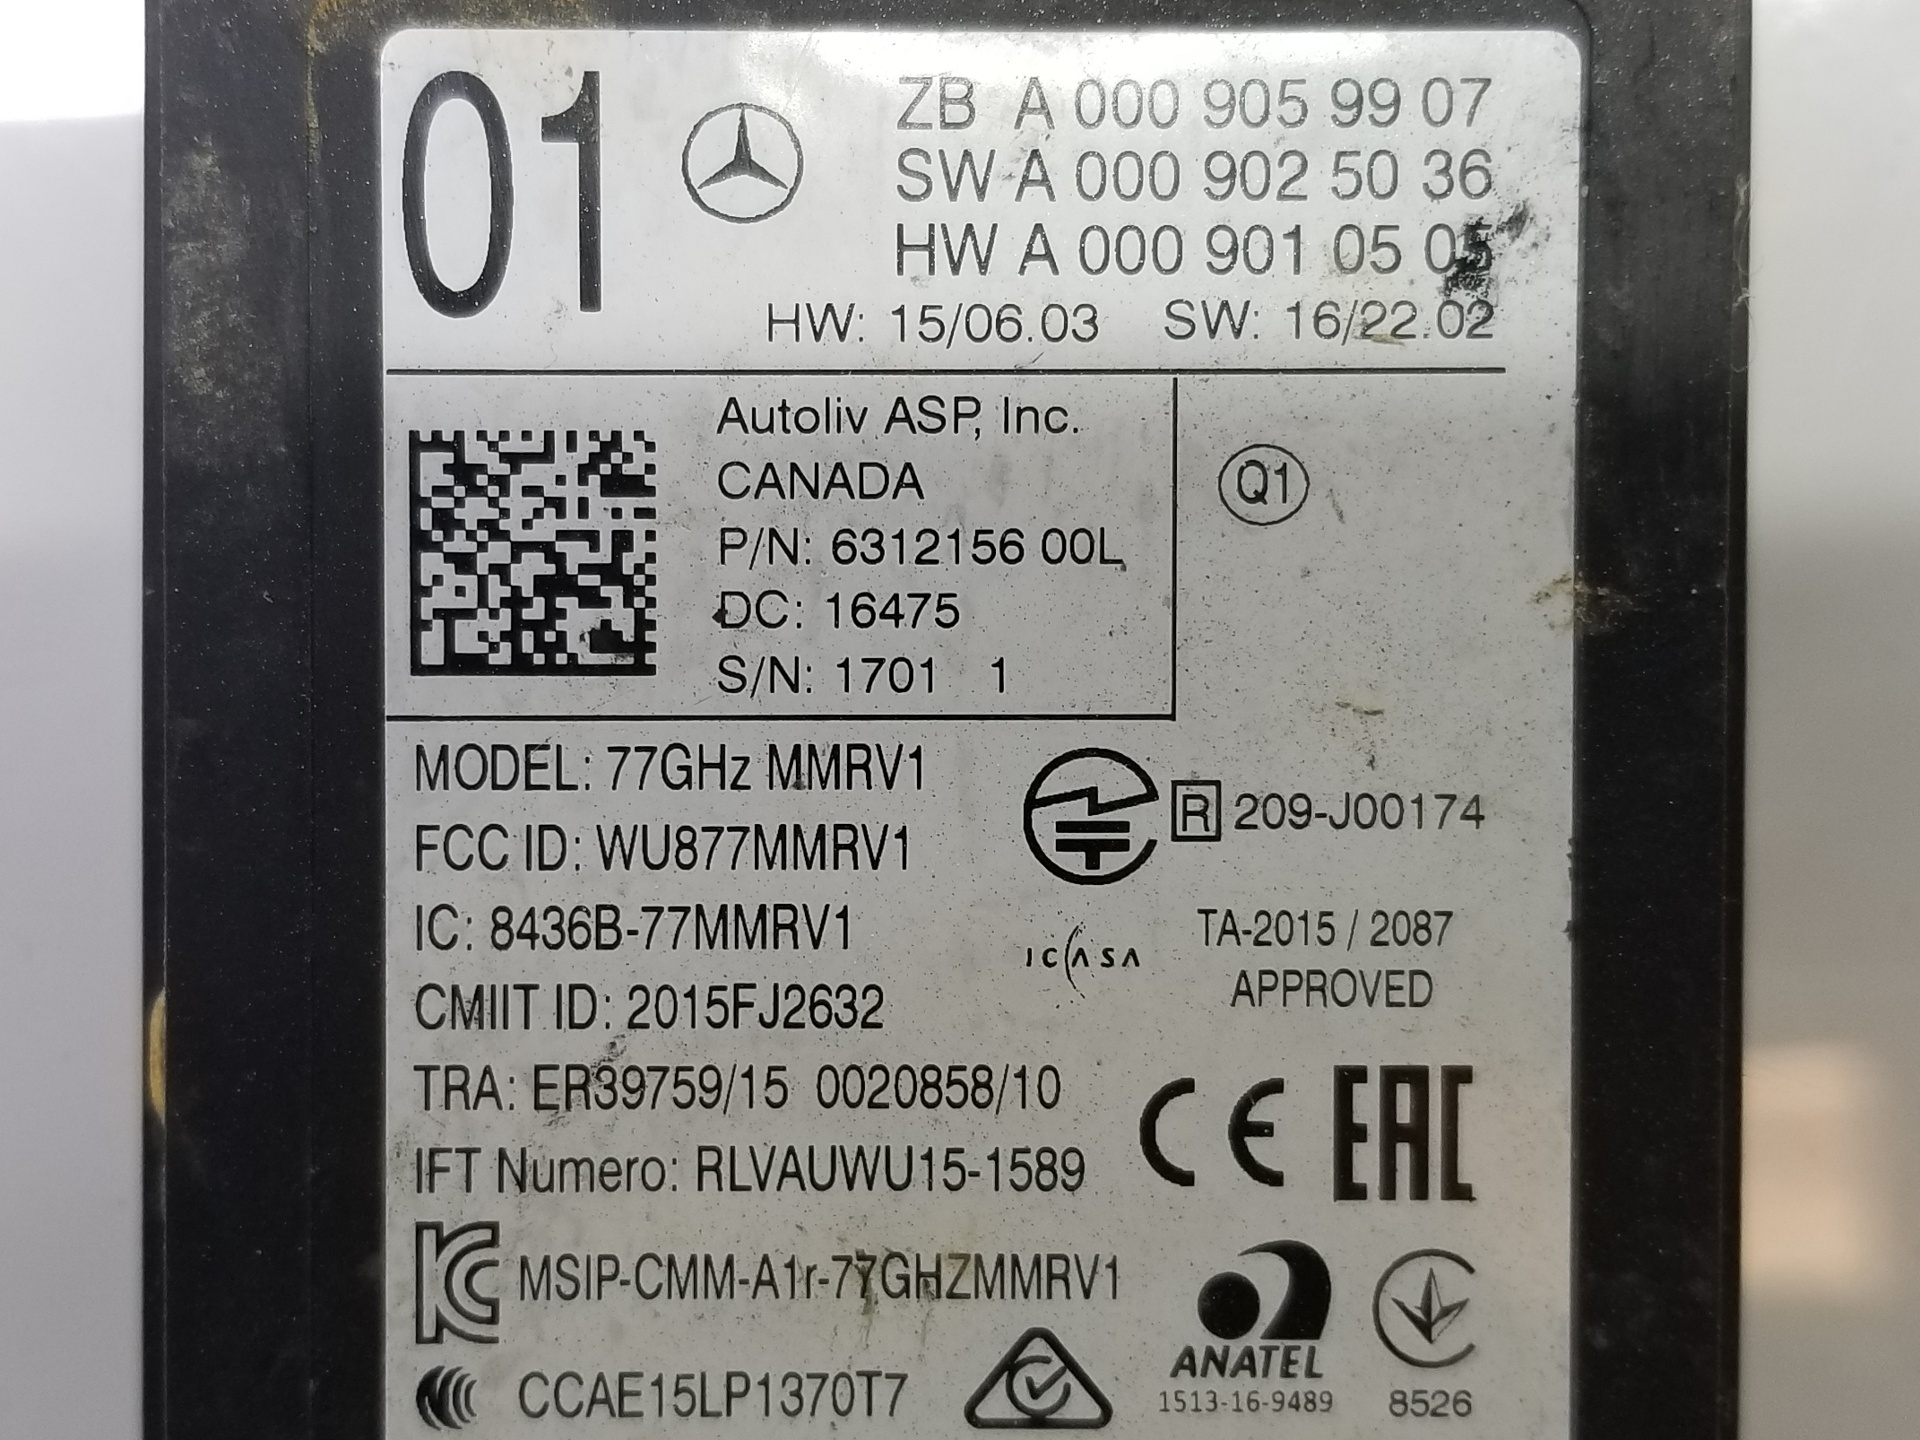 01
ZB A 000 905 99 07
SW A 000 902 50 36
HW A 000 901 05 05
HW: 15/06.03 SW: 16/22.02
Autoliv ASP, Inc.
CANADA
P/N: 6312156 00L
DC: 16475
S/N: 1701 1
Q1
MODEL: 77GHz MMRV1
FCC ID: WU877MMRV1
IC: 8436B-77MMRV1
CMIIT ID: 2015FJ2632
TRA: ER39759/15 0020858/10
IFT Numero: RLVAUWU15-1589
R 209-J00174
ICASA
TA-2015 / 2087
APPROVED
CE EAC
KC MSIP-CMM-A1r-77GHZMMRV1
CCAE15LP1370T7
ANATEL
1513-16-9489
8526